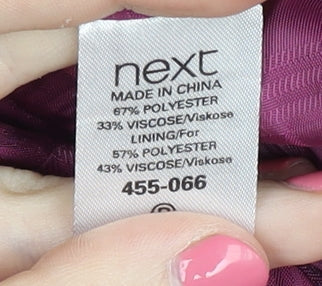 next
MADE IN CHINA
67% POLYESTER
33% VISCOSE/Viskose
LINING/For
57% POLYESTER
43% VISCOSE/Viskose
455-066